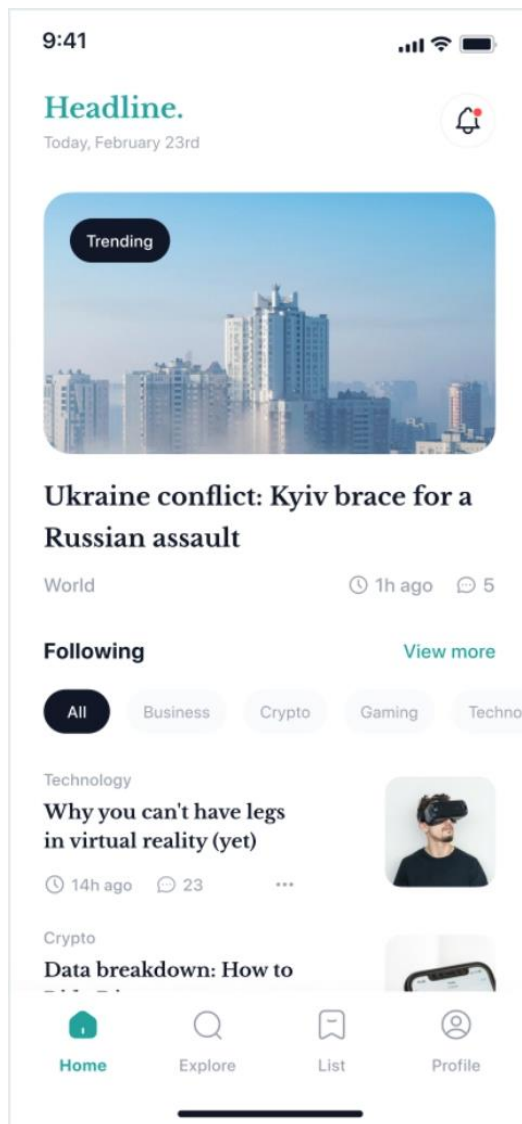 9:41
Headline.
Today, February 23rd
Trending
Ukraine conflict: Kyiv brace for a
Russian assault
World 1h ago 5
Following View more
All Business Crypto Gaming Techno
Technology
Why you can't have legs
in virtual reality (yet)
14h ago 23
Crypto
Data breakdown: How to
Home Explore List Profile